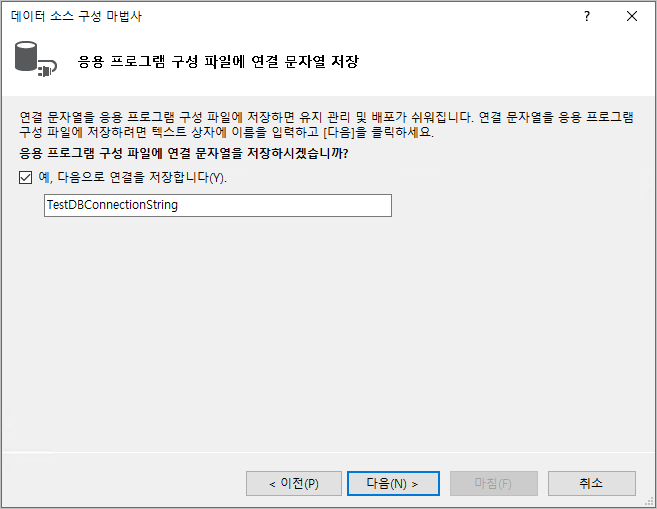 데이터 소스 구성 마법사
?
응용 프로그램 구성 파일에 연결 문자열 저장
연결 문자열을 응용 프로그램 구성 파일에 저장하면 유지 관리 및 배포가 쉬워집니다. 연결 문자열을 응용 프로그램
구성 파일에 저장하려면 텍스트 상자에 이름을 입력하고 [다음]을 클릭하세요.
응용 프로그램 구성 파일에 연결 문자열을 저장하시겠습니까?
예, 다음으로 연결을 저장합니다(Y).
TestDBConnectionString
< 이전(P) 다음(N) > 마침(F) 취소